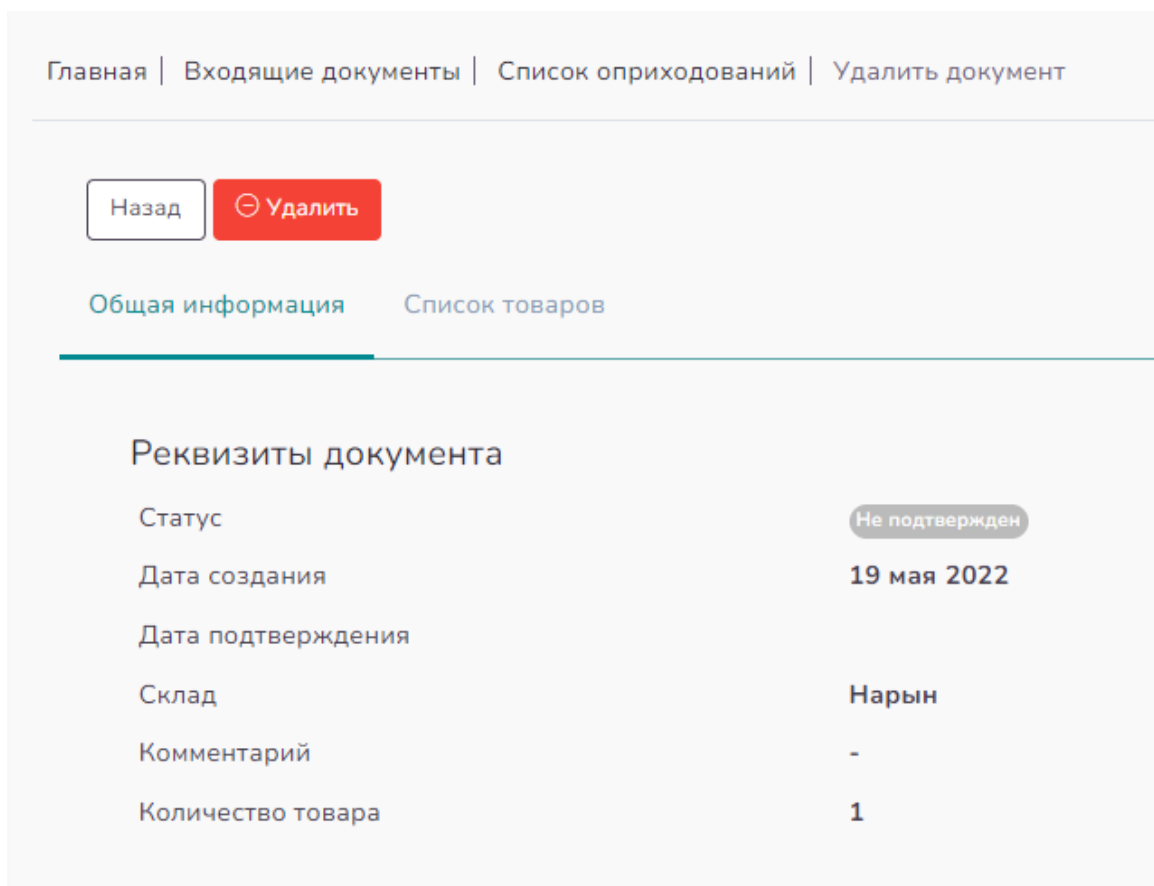 Главная | Входящие документы | Список оприходований | Удалить документ
Назад Удалить
Общая информация Список товаров
Реквизиты документа
Статус Не подтвержден
Дата создания 19 мая 2022
Дата подтверждения
Склад Нарын
Комментарий -
Количество товара 1